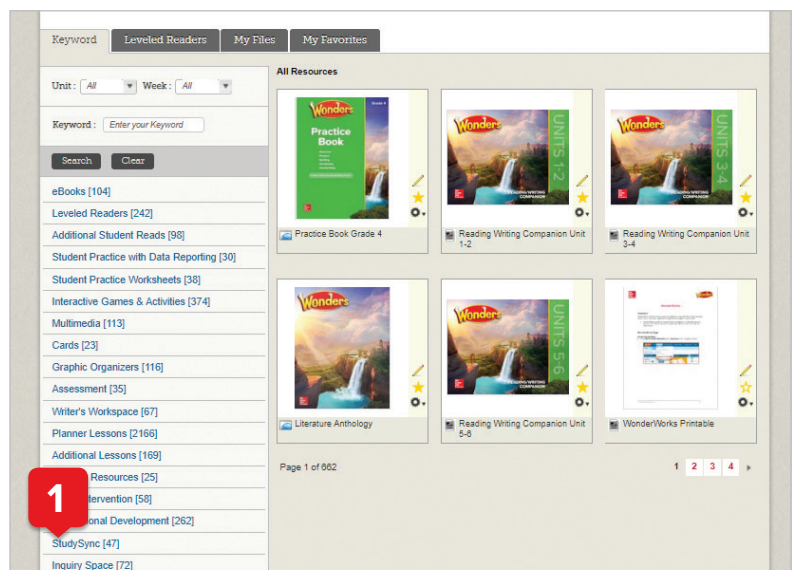 Keyword
Leveled Readers
My Files
My Favorites
Unit : All Week : All
Keyword : Enter your Keyword
Search Clear
eBooks [104]
Leveled Readers [242]
Additional Student Reads [98]
Student Practice with Data Reporting [30]
Student Practice Worksheets [38]
Interactive Games & Activities [374]
Multimedia [113]
Cards [23]
Graphic Organizers [116]
Assessment [35]
Writer's Workspace [67]
Planner Lessons [2166]
Additional Lessons [169]
Resources [25]
tervention [58]
onal Development [262]
1
StudySync [47]
Inquiry Space [72]
All Resources
Grade 4
Wonders
Practice
Book
Practice Book Grade 4
Wonders
UNITS 1-2
READING/WRITING
COMPANION
Reading Writing Companion Unit
1-2
Wonders
UNITS 3-4
READING/WRITING
COMPANION
Reading Writing Companion Unit
3-4
Wonders
Literature Anthology
Wonders
UNITS 5-6
READING/WRITING
COMPANION
Reading Writing Companion Unit
5-6
WonderWorks Printable
Page 1 of 662
1 2 3 4